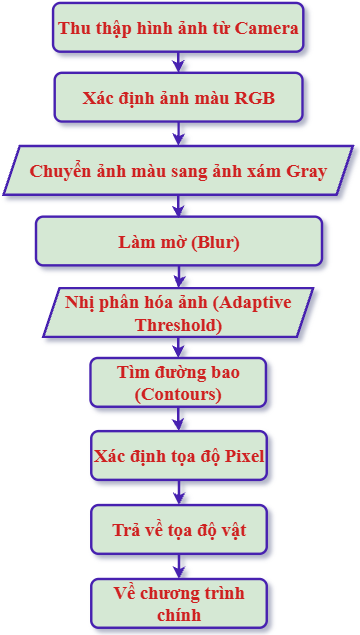 Thu thập hình ảnh từ Camera
Xác định ảnh màu RGB
Chuyển ảnh màu sang ảnh xám Gray
Làm mờ (Blur)
Nhị phân hóa ảnh (Adaptive
Threshold)
Tìm đường bao
(Contours)
Xác định tọa độ Pixel
Trả về tọa độ vật
Về chương trình
chính